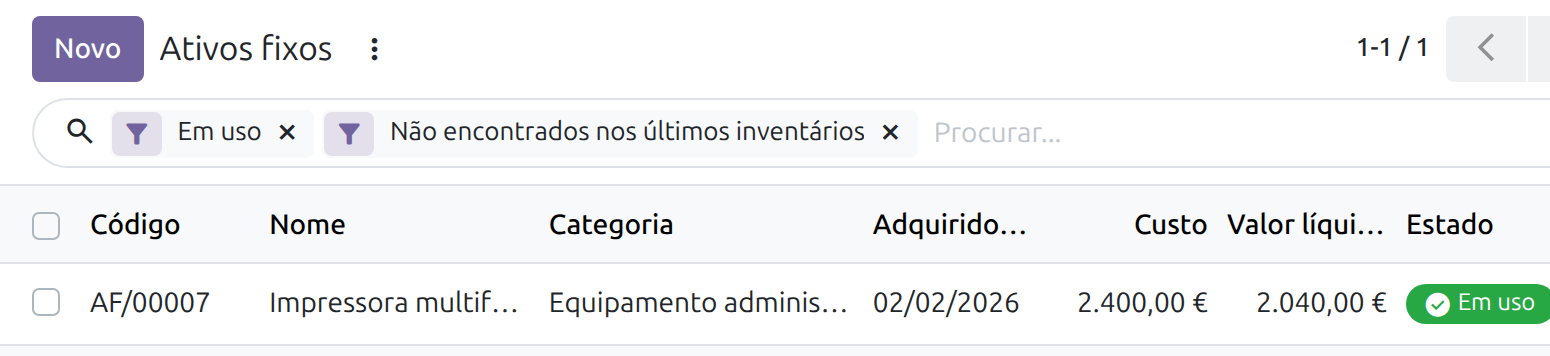 Novo Ativos fixos 1-1 / 1
Em uso Não encontrados nos últimos inventários Procurar...
Código Nome Categoria Adquirido... Custo Valor líqui... Estado
AF/00007 Impressora multif... Equipamento adminis... 02/02/2026 2.400,00 € 2.040,00 € Em uso